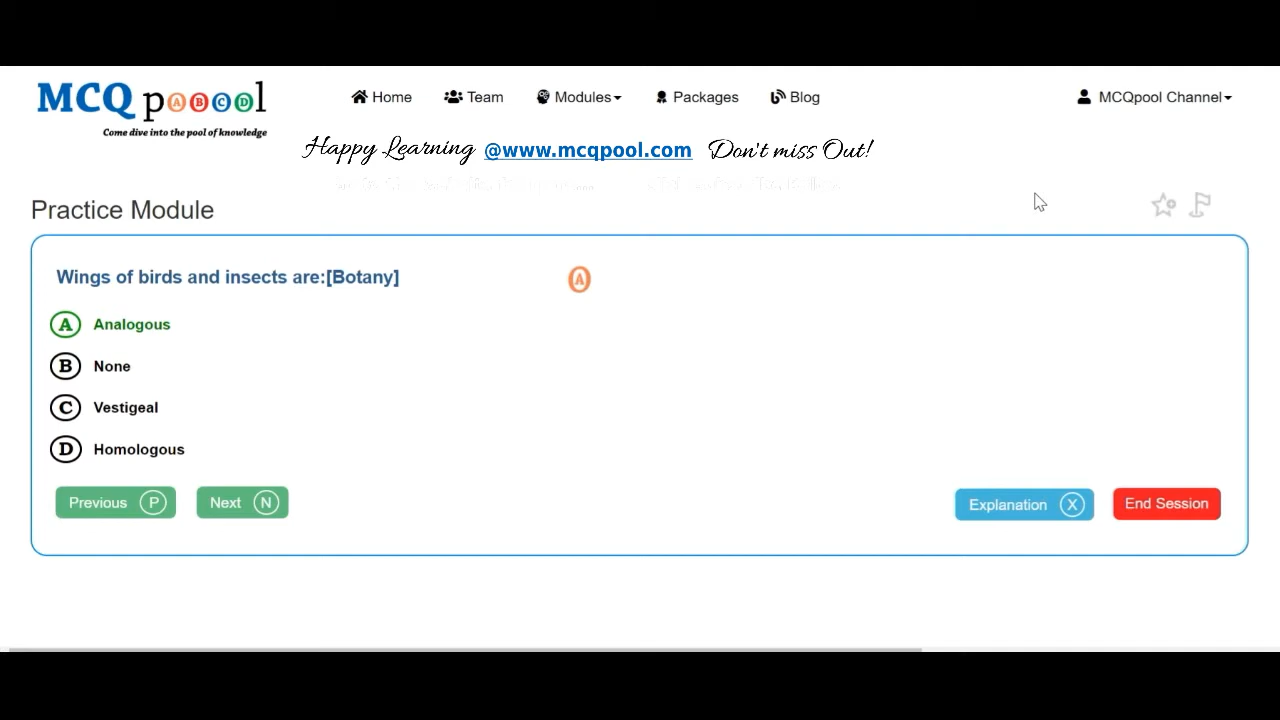 MCQ pooool
Come dive into the pool of knowledge
Home Team Modules Packages Blog MCQpool Channel
Happy Learning @www.mcqpool.com Don't miss Out!
Practice Module
Wings of birds and insects are:[Botany] A
A Analogous
B None
C Vestigeal
D Homologous
Previous P Next N Explanation X End Session